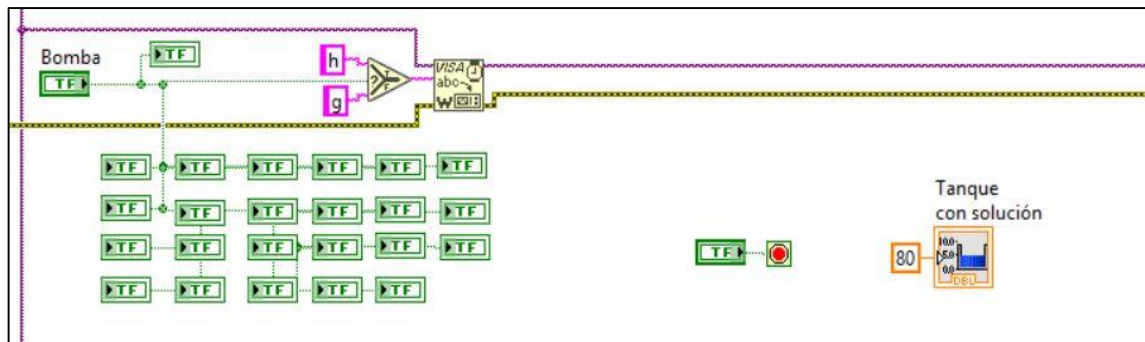 Bomba
TF
TF
h
g
VISA
abc
W
TF TF TF TF TF TF
TF TF TF TF TF TF
TF TF TF TF TF TF
TF TF TF TF TF
TF
Tanque
con solución
80
10.0
5.0
0.0
DBL